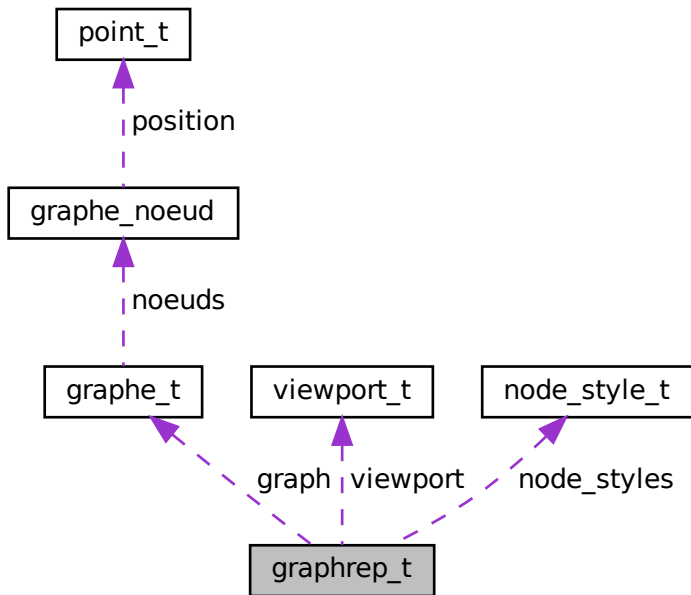 point_t
position
graphe_noeud
noeuds
graphe_t
viewport_t
node_style_t
graph
viewport
node_styles
graphrep_t